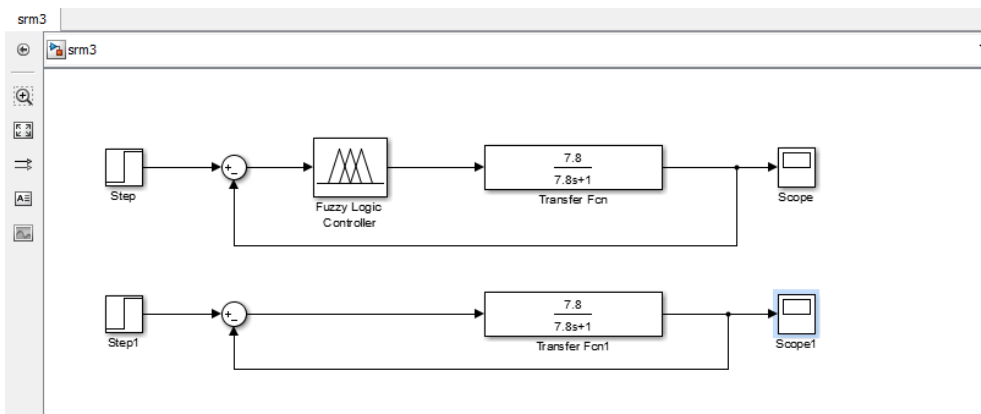 srm3
srm3
Step
+
-
Fuzzy Logic
Controller
7.8
7.8s+1
Transfer Fcn
Scope
Step1
+
-
7.8
7.8s+1
Transfer Fcn1
Scope1